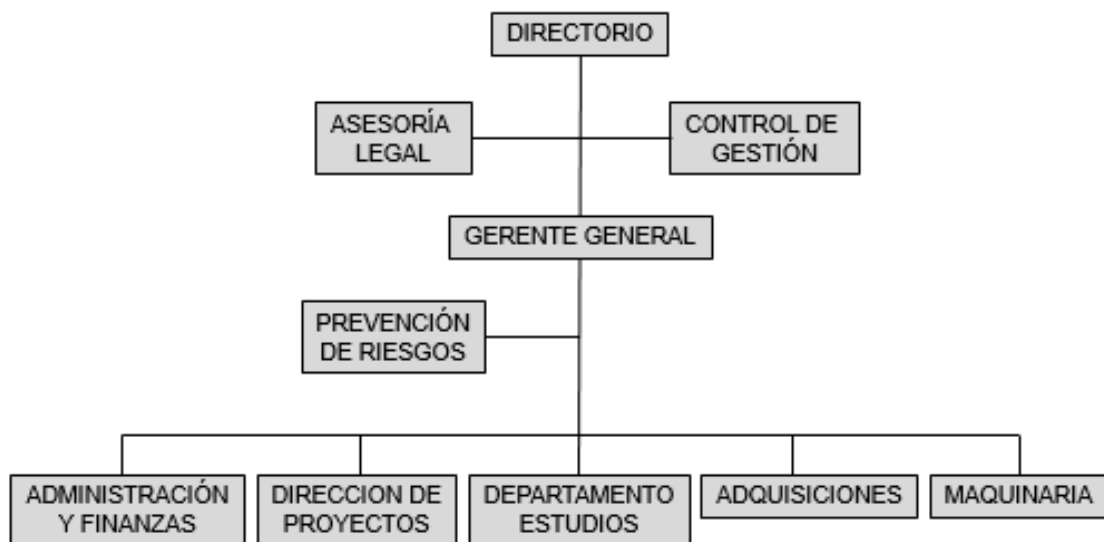 DIRECTORIO
ASESORÍA
LEGAL
CONTROL DE
GESTIÓN
GERENTE GENERAL
PREVENCIÓN
DE RIESGOS
ADMINISTRACIÓN
Y FINANZAS
DIRECCION DE
PROYECTOS
DEPARTAMENTO
ESTUDIOS
ADQUISICIONES
MAQUINARIA